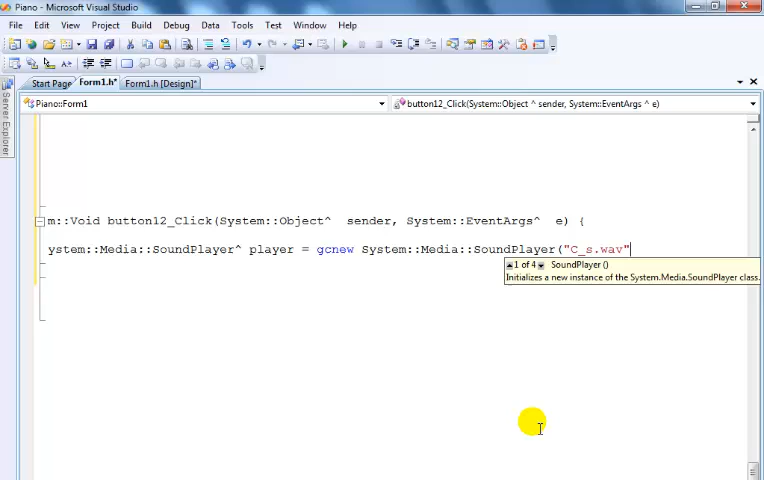 Piano - Microsoft Visual Studio
File Edit View Project Build Debug Data Tools Test Window Help
Start Page Form1.h* Form1.h [Design]*
Piano::Form1 button12_Click(System::Object ^ sender, System::EventArgs ^ e)
Server Explorer
m::Void button12_Click(System::Object^ sender, System::EventArgs^ e) {
ystem::Media::SoundPlayer^ player = gcnew System::Media::SoundPlayer("C_s.wav"
1 of 4 SoundPlayer ()
Initializes a new instance of the System.Media.SoundPlayer class.